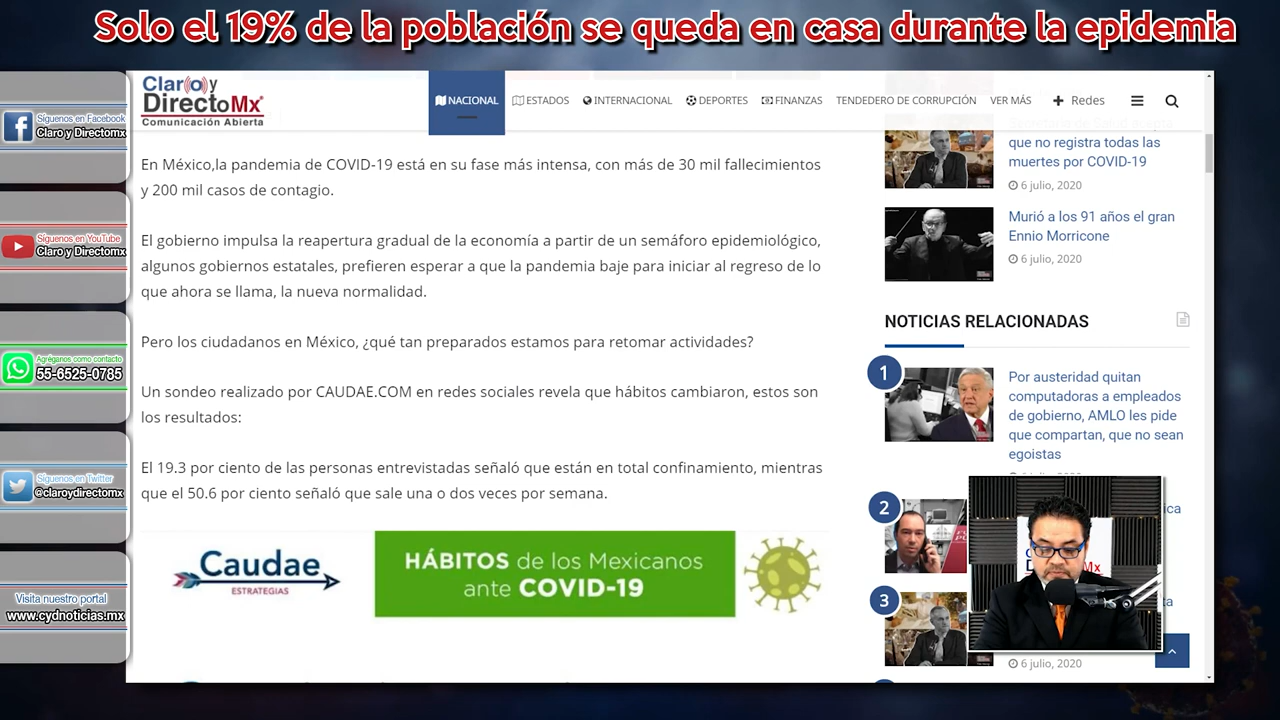 Solo el 19% de la población se queda en casa durante la epidemia
Síguenos en Facebook
Claro y Directomx
Síguenos en YouTube
Claro y Directomx
Agréganos como contacto
55-6525-0785
Síguenos en Twitter
@claroydirectomx
Visita nuestro portal
www.cydnoticias.mx
Claro y
DirectoMx
Comunicación Abierta
NACIONAL
ESTADOS
INTERNACIONAL
DEPORTES
FINANZAS
TENDEDERO DE CORRUPCIÓN
VER MÁS
Redes
En México,la pandemia de COVID-19 está en su fase más intensa, con más de 30 mil fallecimientos
y 200 mil casos de contagio.
El gobierno impulsa la reapertura gradual de la economía a partir de un semáforo epidemiológico,
algunos gobiernos estatales, prefieren esperar a que la pandemia baje para iniciar al regreso de lo
que ahora se llama, la nueva normalidad.
Pero los ciudadanos en México, ¿qué tan preparados estamos para retomar actividades?
Un sondeo realizado por CAUDAE.COM en redes sociales revela que hábitos cambiaron, estos son
los resultados:
El 19.3 por ciento de las personas entrevistadas señaló que están en total confinamiento, mientras
que el 50.6 por ciento señaló que sale una o dos veces por semana.
Caudae
ESTRATEGIAS
HÁBITOS de los Mexicanos
ante COVID-19
Secretaría de Salud acepta
que no registra todas las
muertes por COVID-19
6 julio, 2020
Murió a los 91 años el gran
Ennio Morricone
6 julio, 2020
NOTICIAS RELACIONADAS
1
Por austeridad quitan
computadoras a empleados
de gobierno, AMLO les pide
que compartan, que no sean
egoistas
2
3
6 julio, 2020